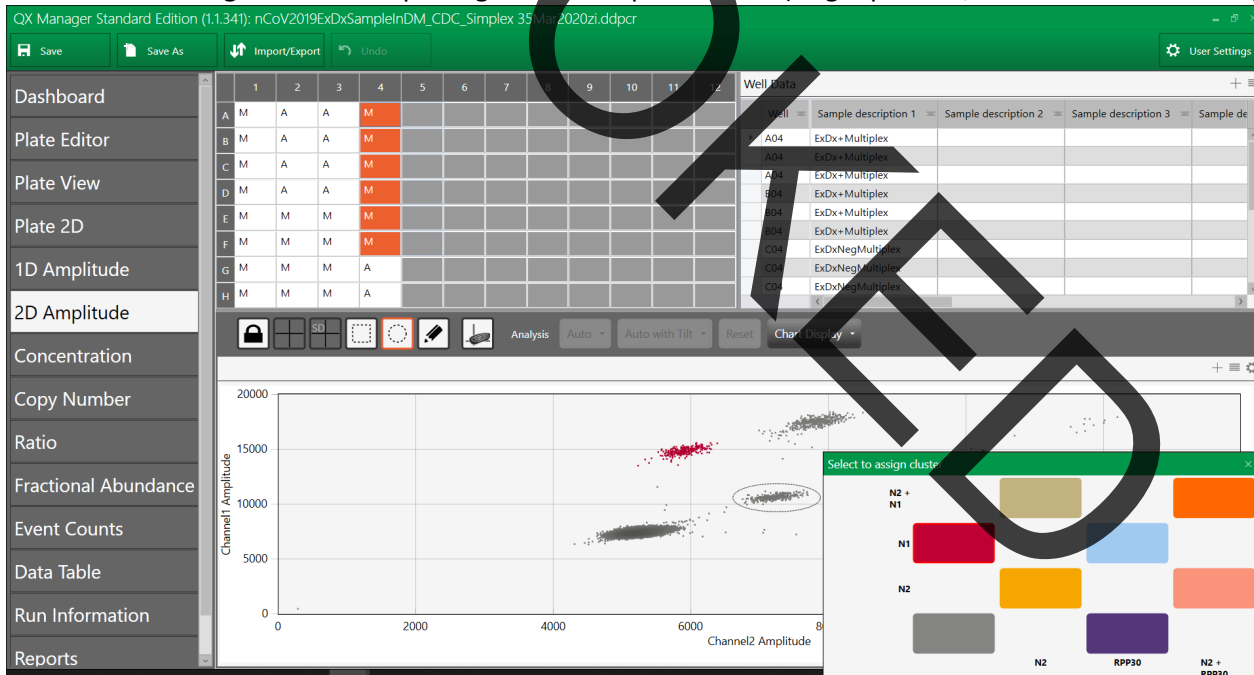 QX Manager Standard Edition (1.1.341): nCoV2019ExDxSampleInDM_CDC_Simplex 35Mar2020zi.ddpcr
Save Save As Import/Export Undo User Settings
Dashboard
Plate Editor
Plate View
Plate 2D
1D Amplitude
2D Amplitude
Concentration
Copy Number
Ratio
Fractional Abundance
Event Counts
Data Table
Run Information
Reports
1 2 3 4 5 6 7 8 9 10 11 12
A M A A M
B M A A M
C M A A M
D M A A M
E M M M M
F M M M M
G M M M A
H M M M A
Well Data
Well Sample description 1 Sample description 2 Sample description 3 Sample de
A04 ExDx+Multiplex
A04 ExDx+Multiplex
A04 ExDx+Multiplex
B04 ExDx+Multiplex
B04 ExDx+Multiplex
B04 ExDx+Multiplex
C04 ExDxNegMultiplex
C04 ExDxNegMultiplex
C04 ExDxNegMultiplex
SD Analysis Auto Auto with Tilt Reset Chart Display
20000
15000
10000
5000
0
Channel1 Amplitude
0 2000 4000 6000
Channel2 Amplitude
Select to assign cluster
N2 +
N1
N1
N2
N2 RPP30 N2 +
RPP30